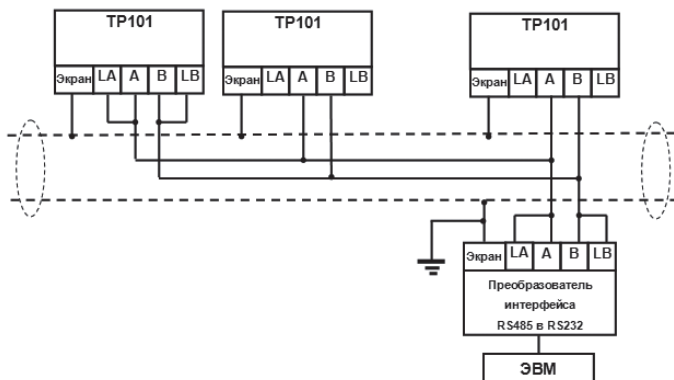 TP101
TP101
TP101
Экран LA A B LB
Экран LA A B LB
Экран LA A B LB
Экран LA A B LB
Преобразователь
интерфейса
RS485 в RS232
ЭВМ